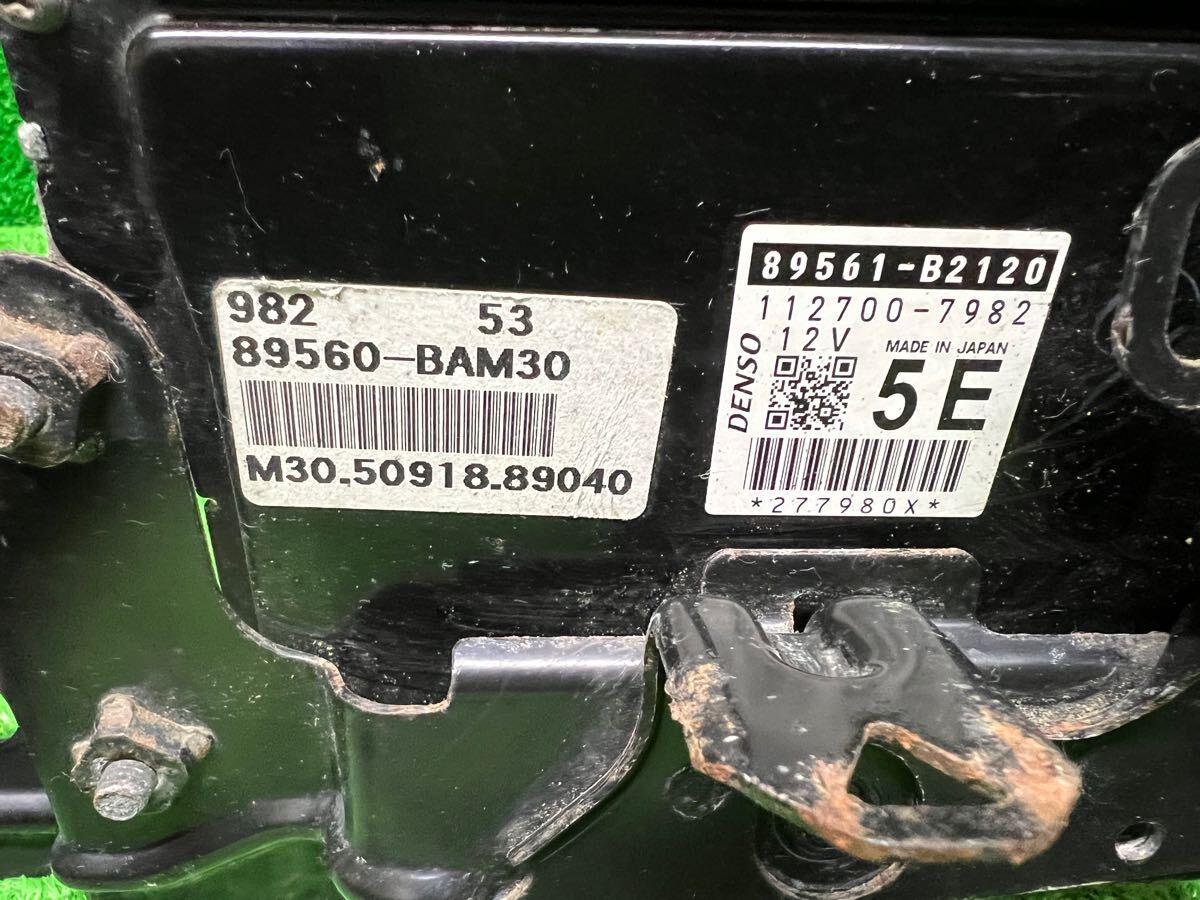 982 53
89560-BAM30
M30.50918.89040
89561-B2120
112700-7982
12V MADE IN JAPAN
DENSO
5E
*277980X*